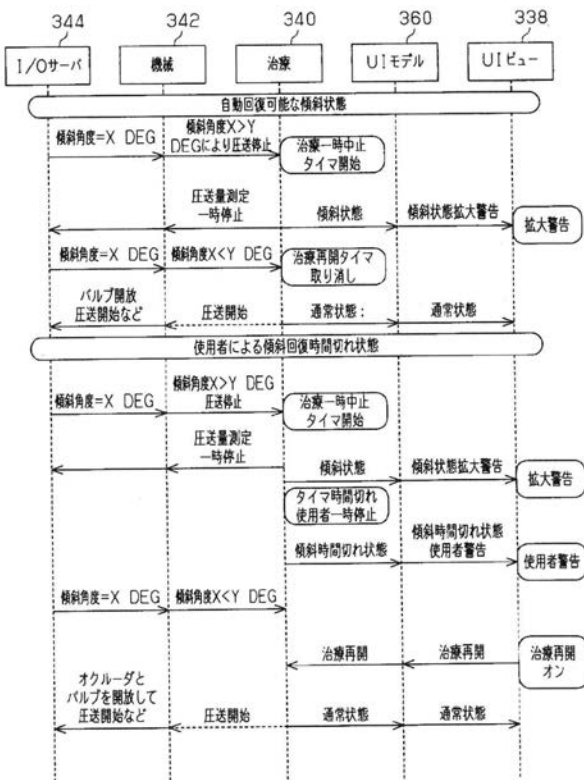 344 342 340 360 338
I/Oサーバ 機械 治療 UIモデル UIビュー
自動回復可能な傾斜状態
傾斜角度=X DEG
傾斜角度X>Y
DEGにより圧送停止
治療一時中止
タイマ開始
圧送量測定
一時停止
傾斜状態
傾斜状態拡大警告
拡大警告
傾斜角度=X DEG
傾斜角度X<Y DEG
治療再開タイマ
取り消し
バルブ開放
圧送開始など
圧送開始
通常状態:
通常状態
使用者による傾斜回復時間切れ状態
傾斜角度=X DEG
傾斜角度X>Y DEG
圧送停止
治療一時中止
タイマ開始
圧送量測定
一時停止
傾斜状態
傾斜状態拡大警告
拡大警告
タイマ時間切れ
使用者一時停止
傾斜時間切れ状態
傾斜時間切れ状態
使用者警告
使用者警告
傾斜角度=X DEG
傾斜角度X<Y DEG
治療再開
治療再開
治療再開
オン
オクルーダと
バルブを開放して
圧送開始など
圧送開始
通常状態
通常状態